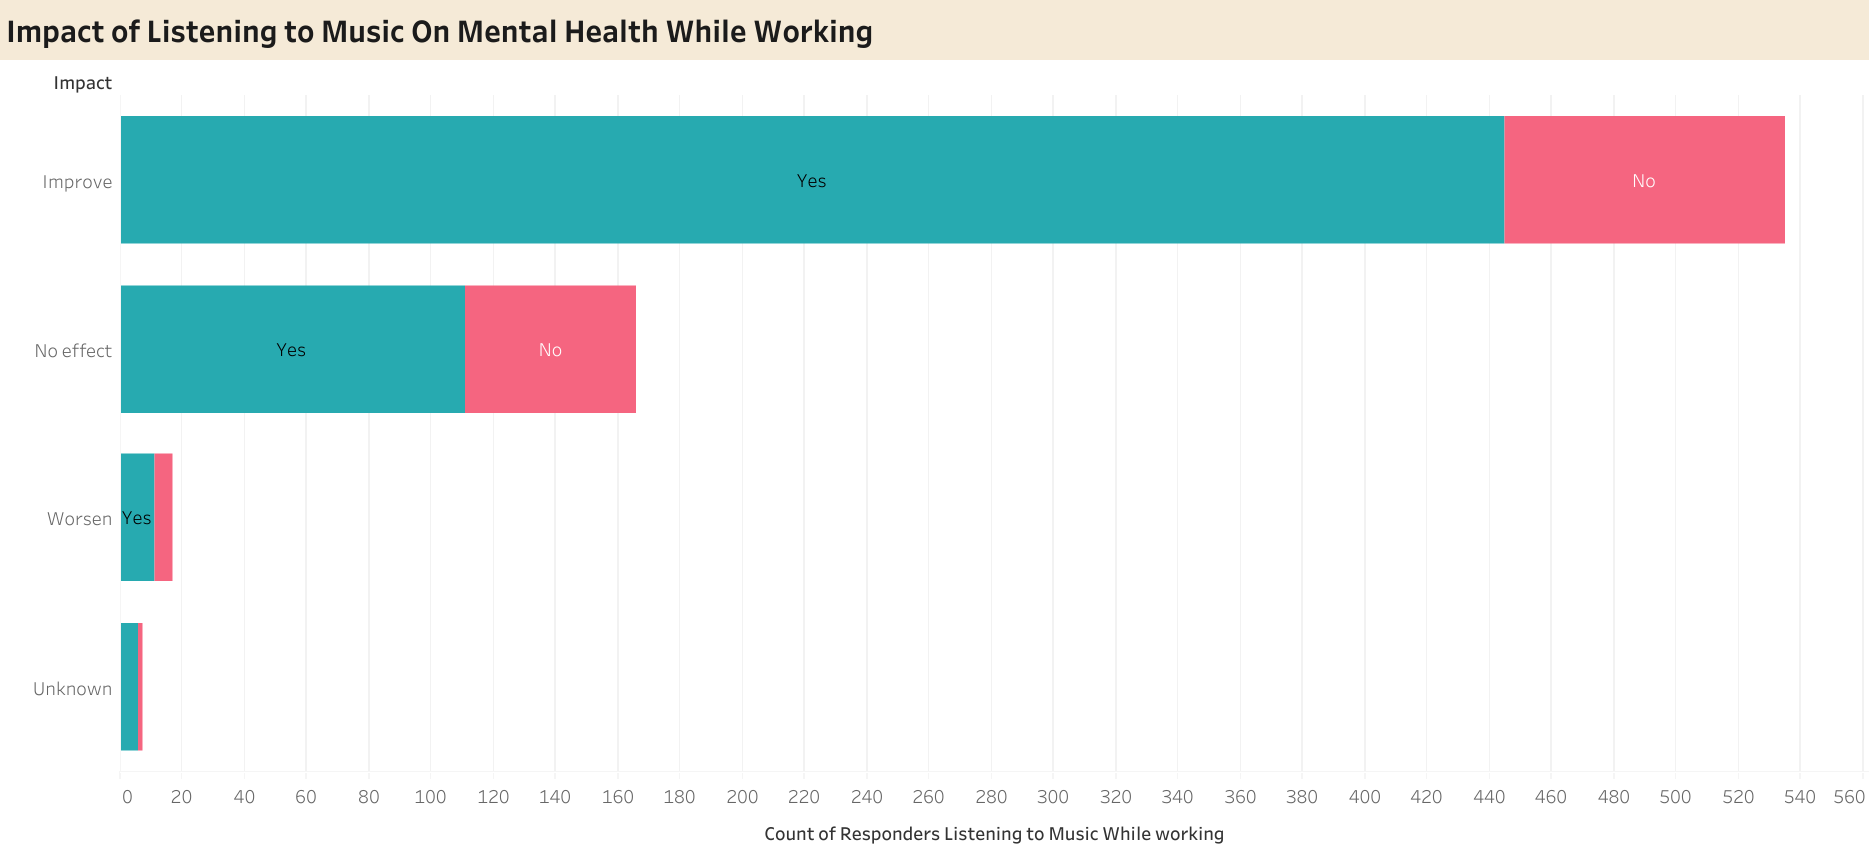 Impact of Listening to Music On Mental Health While Working
Impact
Improve
Yes
No
No effect
Yes
No
Worsen
Yes
Unknown
0 20 40 60 80 100 120 140 160 180 200 220 240 260 280 300 320 340 360 380 400 420 440 460 480 500 520 540 560
Count of Responders Listening to Music While working